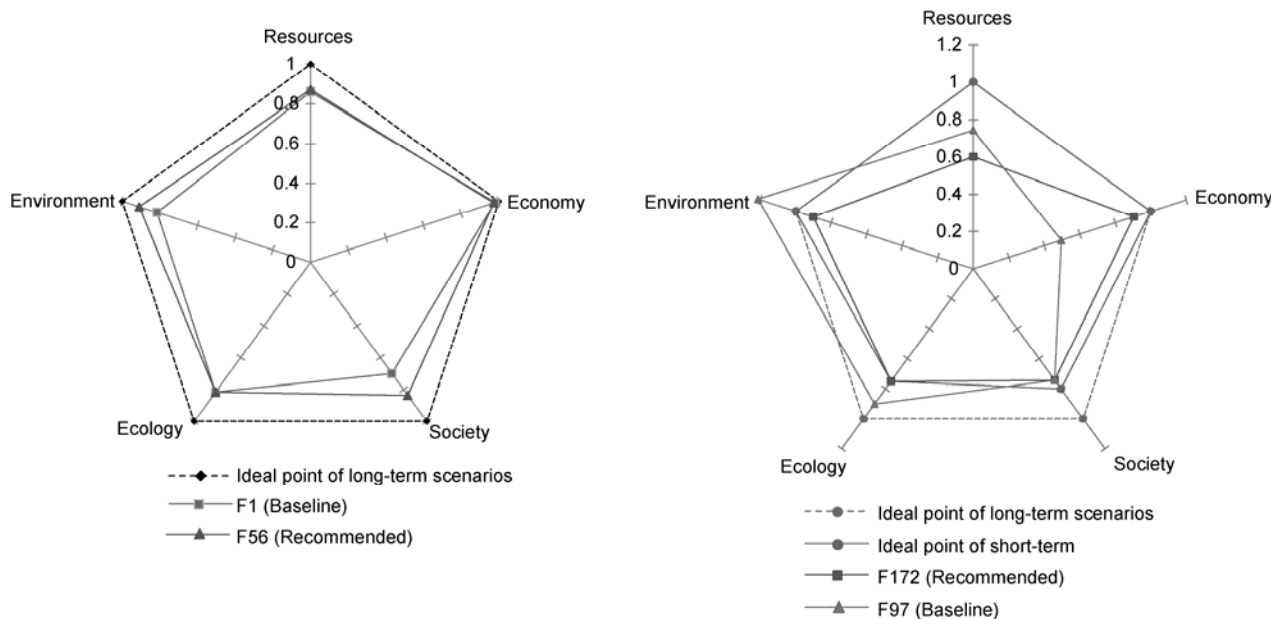 Resources
1
0.8
0.6
0.4
0.2
0
Environment
Economy
Ecology
Society
Ideal point of long-term scenarios
F1 (Baseline)
F56 (Recommended)
Resources
1.2
1
0.8
0.6
0.4
0.2
0
Environment
Economy
Ecology
Society
Ideal point of long-term scenarios
Ideal point of short-term
F172 (Recommended)
F97 (Baseline)